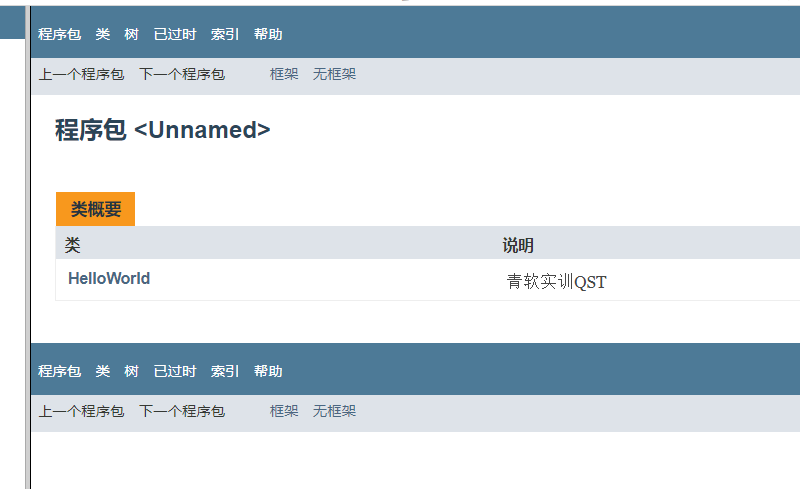 程序包 类 树 已过时 索引 帮助
上一个程序包 下一个程序包 框架 无框架
程序包 <Unnamed>
类概要
类 说明
HelloWorld 青软实训QST
程序包 类 树 已过时 索引 帮助
上一个程序包 下一个程序包 框架 无框架